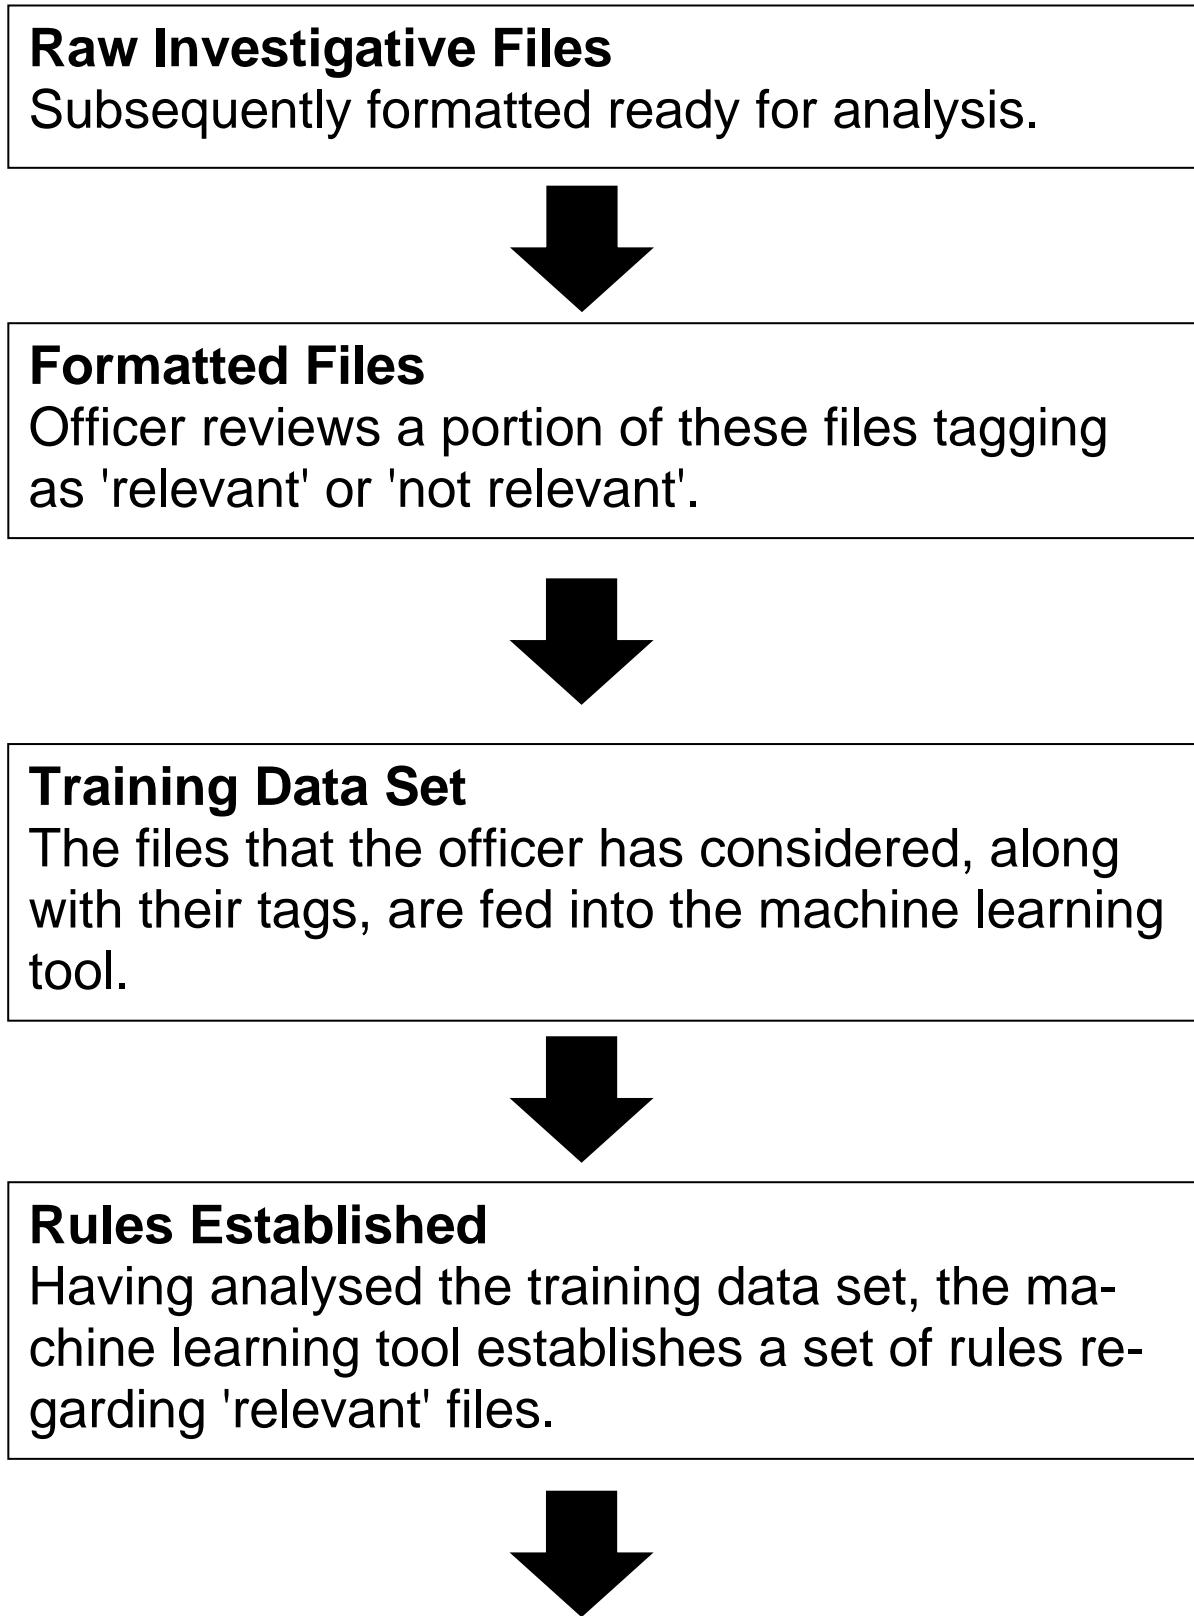 Raw Investigative Files
Subsequently formatted ready for analysis.
Formatted Files
Officer reviews a portion of these files tagging
as 'relevant' or 'not relevant'.
Training Data Set
The files that the officer has considered, along
with their tags, are fed into the machine learning
tool.
Rules Established
Having analysed the training data set, the ma-
chine learning tool establishes a set of rules re-
garding 'relevant' files.